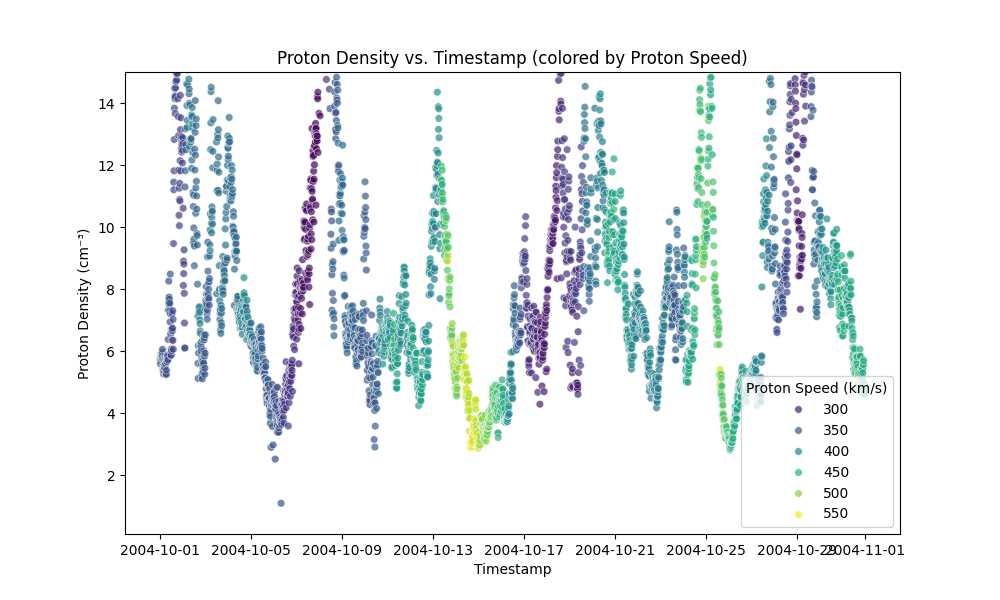 Proton Density vs. Timestamp (colored by Proton Speed)
Proton Density (cm⁻³)
14
12
10
8
6
4
2
Proton Speed (km/s)
300
350
400
450
500
550
2004-10-01 2004-10-05 2004-10-09 2004-10-13 2004-10-17 2004-10-21 2004-10-25 2004-10-29 2004-11-01
Timestamp